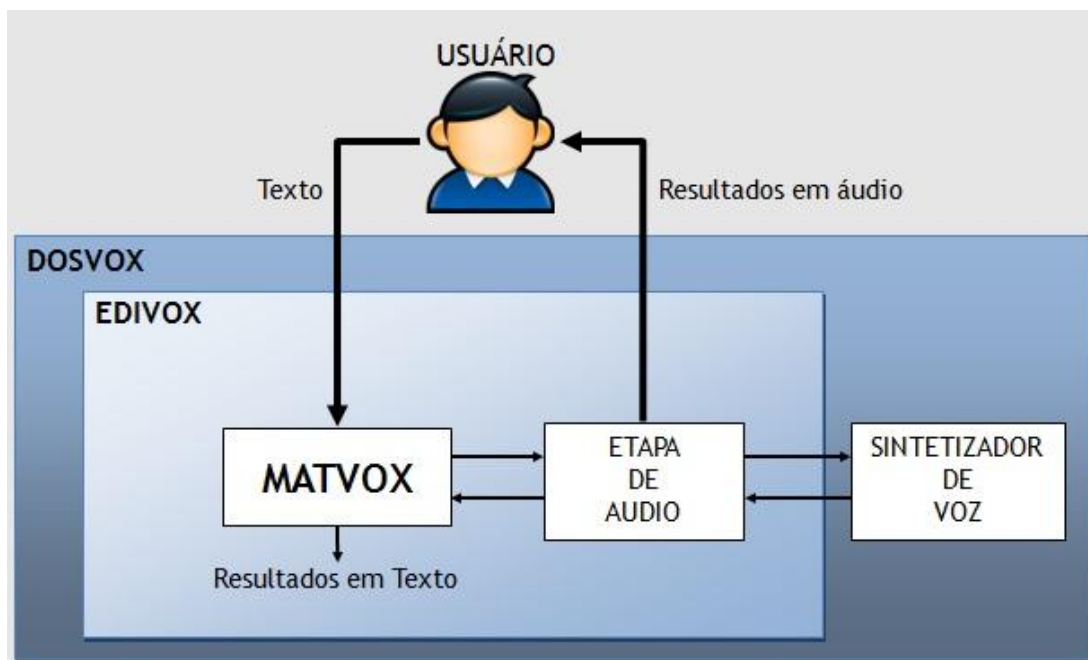 USUÁRIO
Texto
Resultados em áudio
DOSVOX
EDIVOX
MATVOX
ETAPA
DE
AUDIO
SINTETIZADOR
DE
VOZ
Resultados em Texto